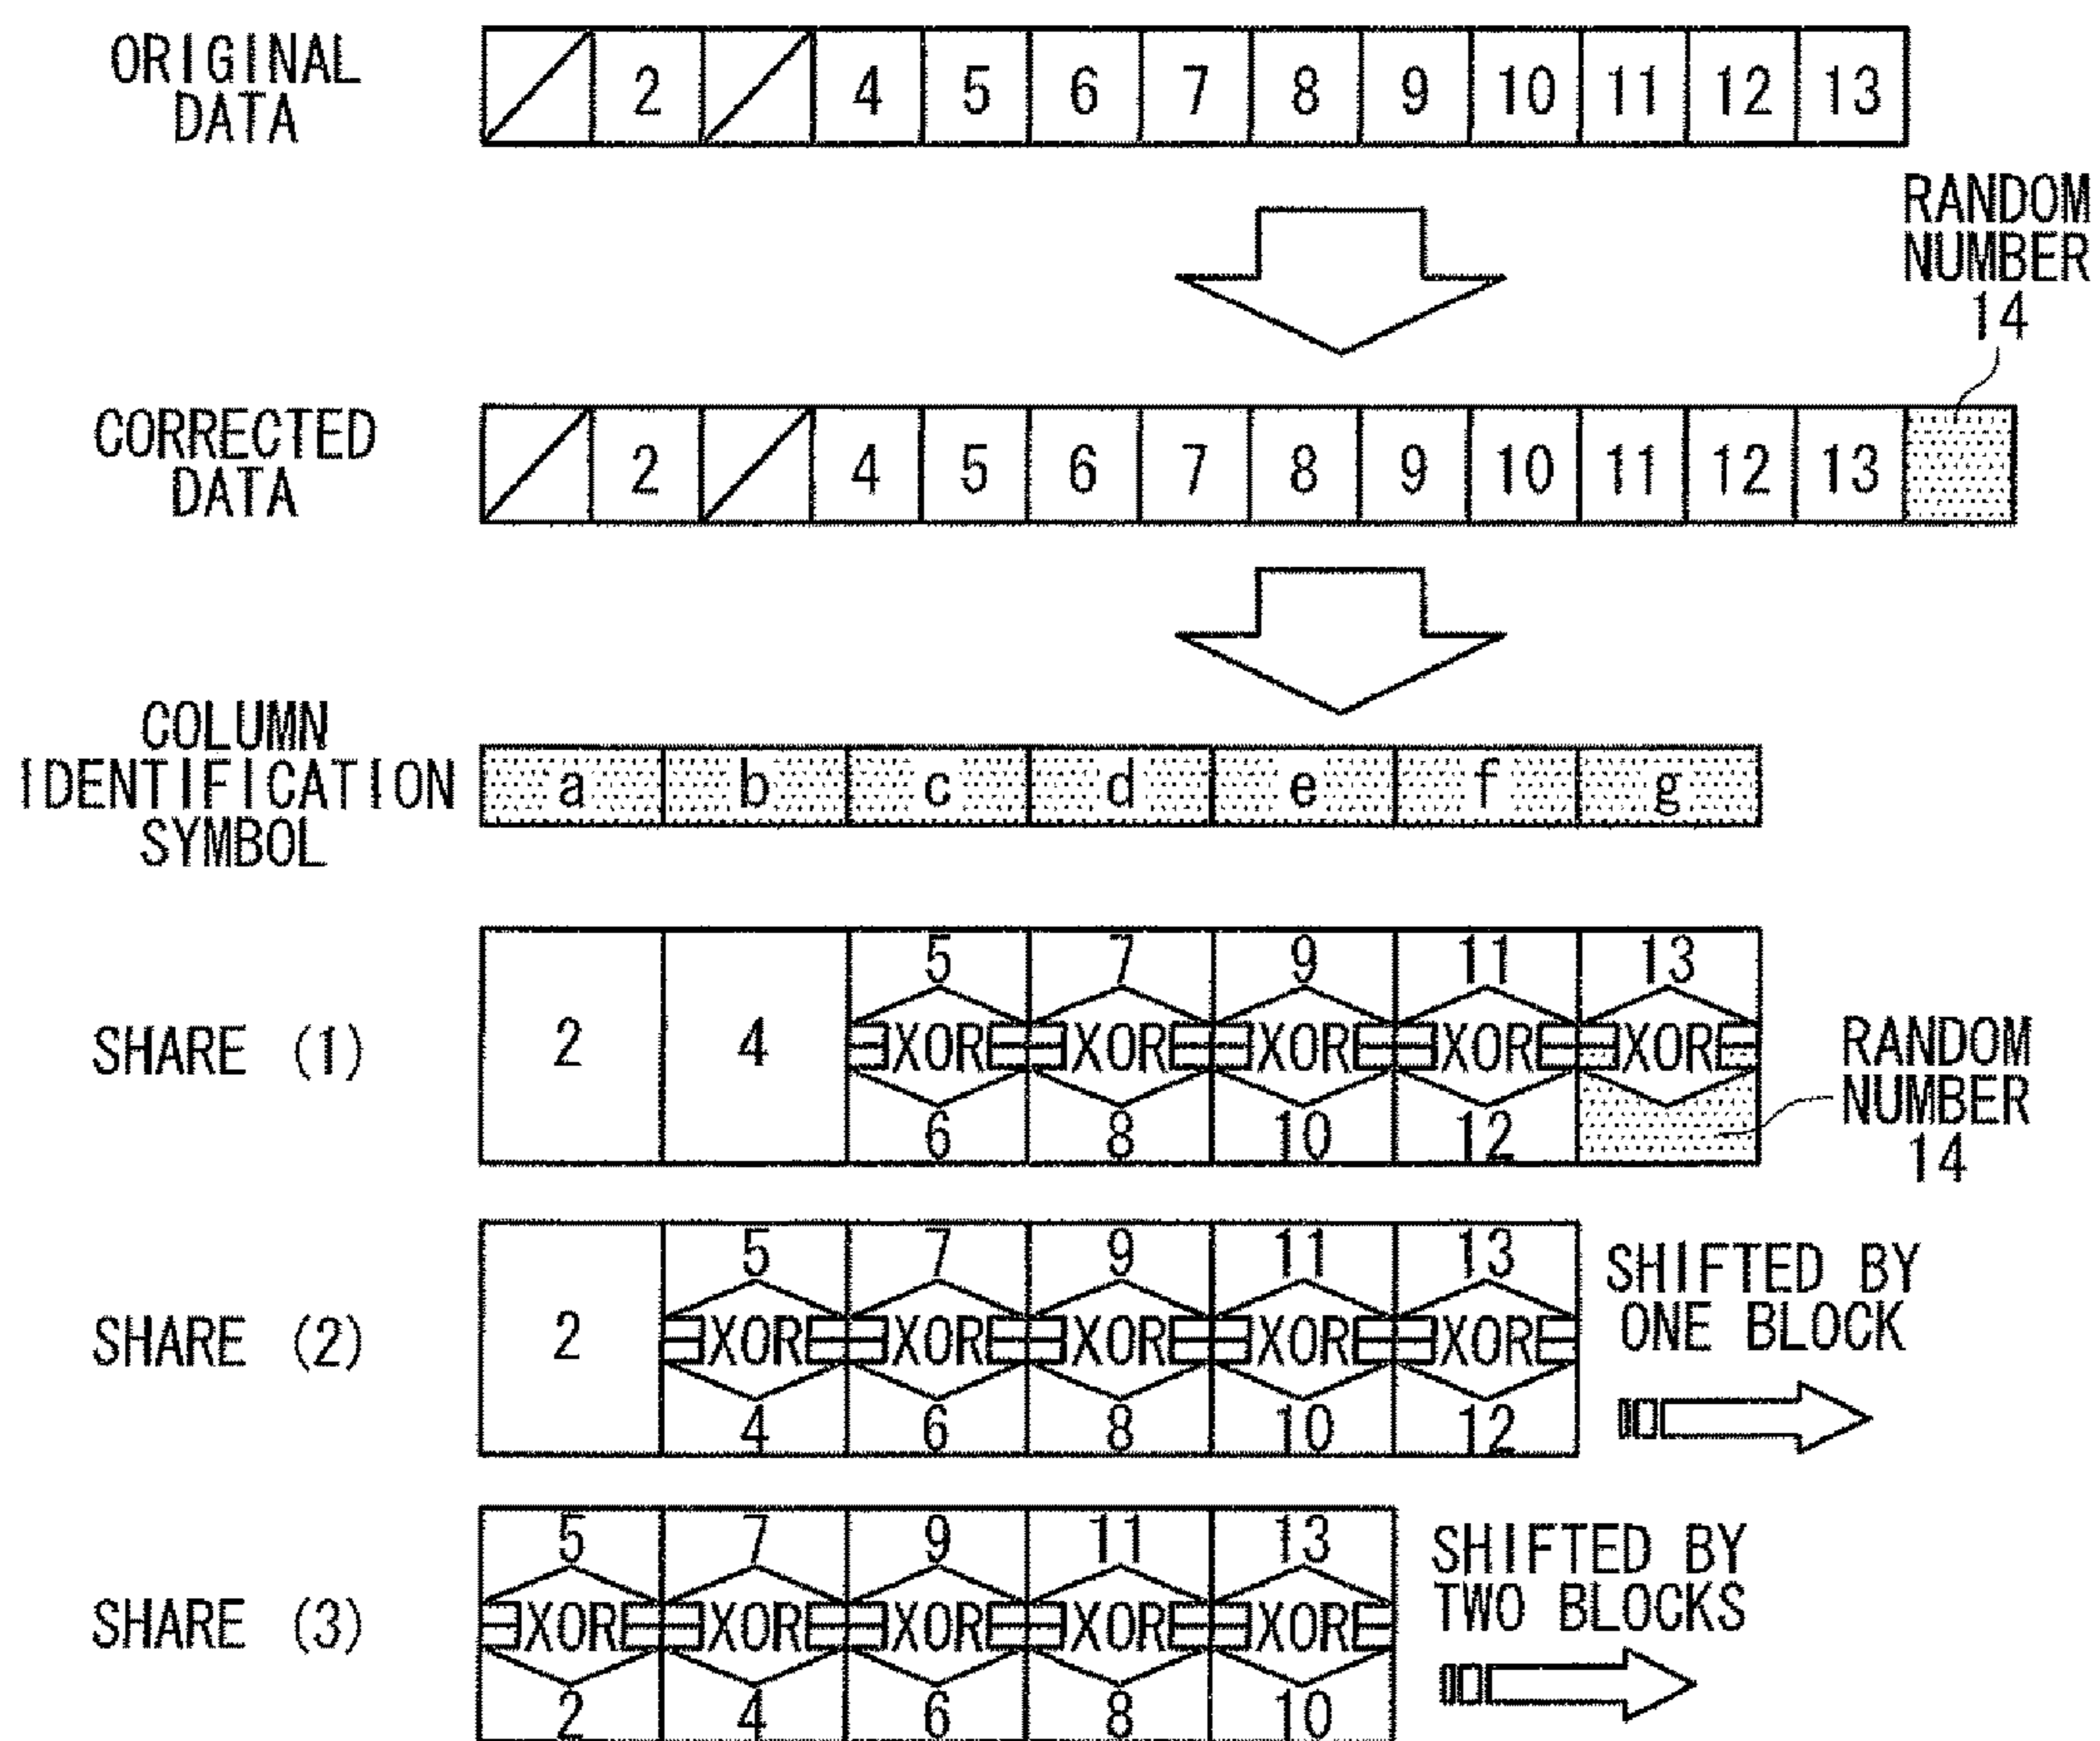 ORIGINAL
DATA
2 4 5 6 7 8 9 10 11 12 13
RANDOM
NUMBER
14
CORRECTED
DATA
2 4 5 6 7 8 9 10 11 12 13
COLUMN
IDENTIFICATION
SYMBOL
a b c d e f g
SHARE (1)
5 7 9 11 13
2 4 XOR XOR XOR XOR XOR
6 8 10 12
RANDOM
NUMBER
14
SHARE (2)
5 7 9 11 13
2 XOR XOR XOR XOR XOR
4 6 8 10 12
SHIFTED BY
ONE BLOCK
SHARE (3)
5 7 9 11 13
XOR XOR XOR XOR XOR
2 4 6 8 10
SHIFTED BY
TWO BLOCKS